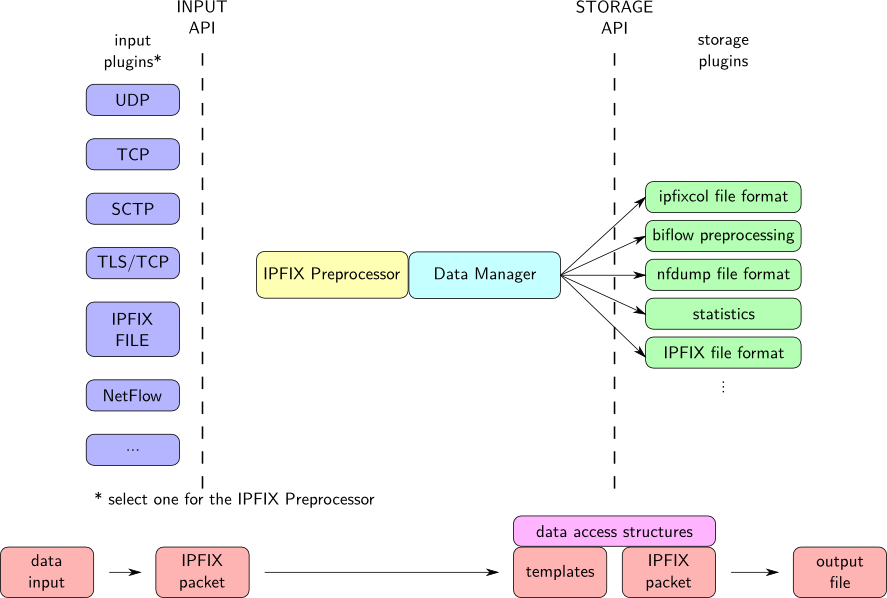 INPUT
API
STORAGE
API
input
plugins*
storage
plugins
UDP
TCP
SCTP
TLS/TCP
IPFIX
FILE
NetFlow
...
IPFIX Preprocessor
Data Manager
ipfixcol file format
biflow preprocessing
nfdump file format
statistics
IPFIX file format
⋮
* select one for the IPFIX Preprocessor
data access structures
data
input
IPFIX
packet
templates
IPFIX
packet
output
file